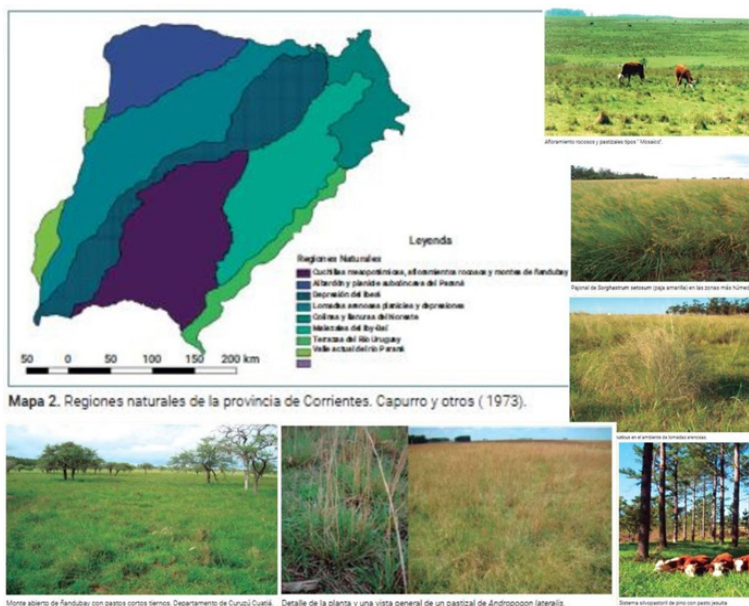 Leyenda
Regiones Naturales
Cuchillas mesopotámicas, afloramientos rocosos y montes de Ñandubay
Albardón y planicie subcóncava del Paraná
Depresión del Iberá
Lomadas arenosas planicies y depresiones
Colinas y llanuras del Noreste
Malezales del
Terrazas del Río Uruguay
Valle actual del río Paraná
50 0 50 100 150 200 km
Mapa 2. Regiones naturales de la provincia de Corrientes. Capurro y otros ( 1973).
Afloramiento rocosos y pastizales tipos " Mosaico".
Pajonal de Sorghastrum setosum (paja amarilla) en las zonas más húmed
en el ambiente de lomadas arenosas
Monte abierto de Ñandubay con pastos cortos tiernos. Departamento de Curuzú Cuatiá.
Detalle de la planta y una vista general de un pastizal de Andropogon lateralis.
Sistema silvopastoril de pino con pasto jesuita